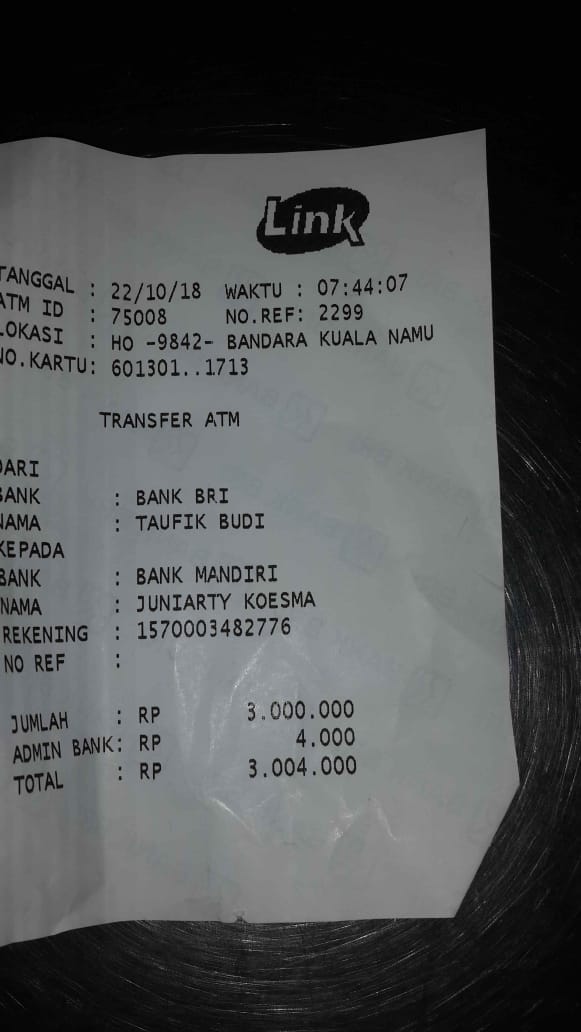 Link
TANGGAL : 22/10/18 WAKTU : 07:44:07
ATM ID : 75008 NO.REF: 2299
LOKASI : HO -9842- BANDARA KUALA NAMU
NO.KARTU: 601301..1713
TRANSFER ATM
DARI
BANK : BANK BRI
NAMA : TAUFIK BUDI
KEPADA
BANK : BANK MANDIRI
NAMA : JUNIARTY KOESMA
REKENING : 1570003482776
NO REF :
JUMLAH : RP 3.000.000
ADMIN BANK: RP 4.000
TOTAL : RP 3.004.000